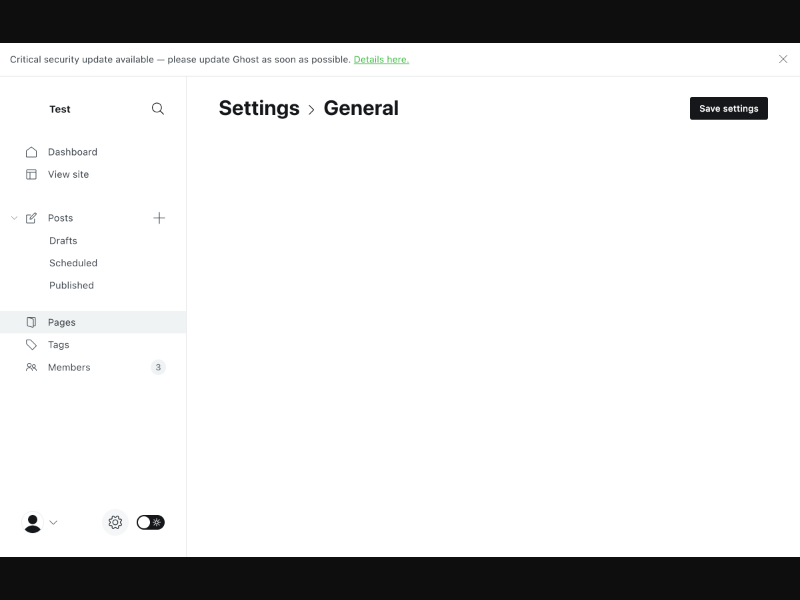 Critical security update available — please update Ghost as soon as possible. Details here.
Test
Settings > General
Save settings
Dashboard
View site
Posts
Drafts
Scheduled
Published
Pages
Tags
Members 3